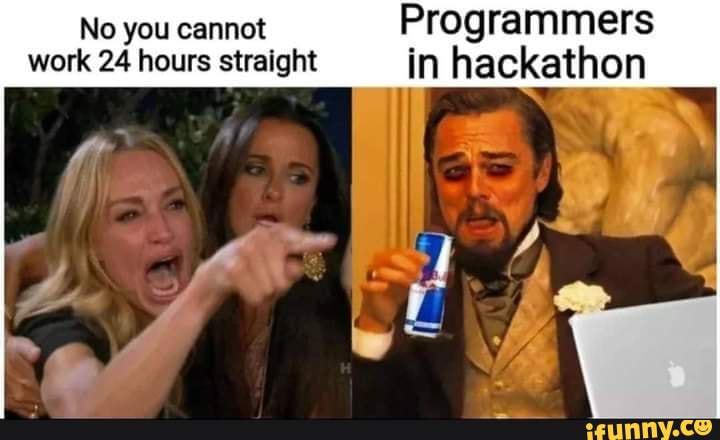 No you cannot
work 24 hours straight
Programmers
in hackathon
ifunny.co